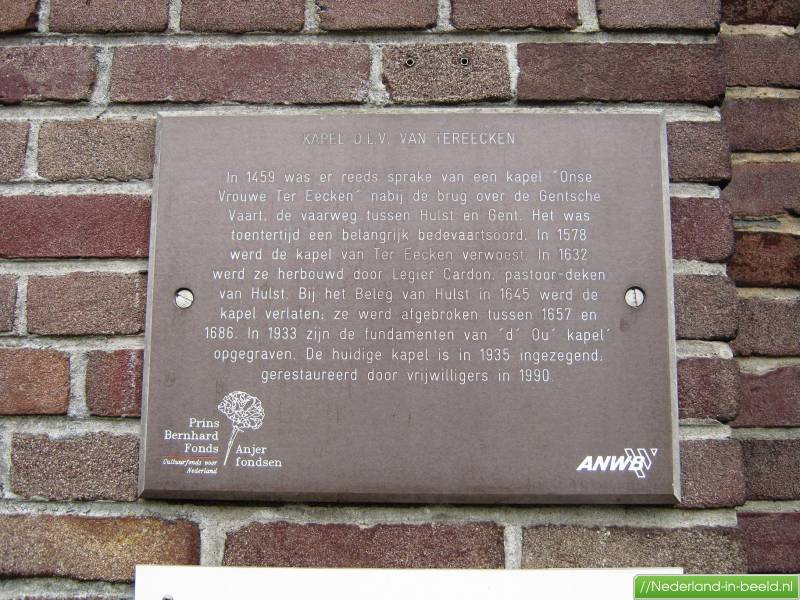 KAPEL O.L.V. VAN TEREECKEN
In 1459 was er reeds sprake van een kapel ˝Onse
Vrouwe Ter Eecken˝ nabij de brug over de Gentsche
Vaart, de vaarweg tussen Hulst en Gent. Het was
toentertijd een belangrijk bedevaartsoord. In 1578
werd de kapel van Ter Eecken verwoest. In 1632
werd ze herbouwd door Legier Cardon, pastoor-deken
van Hulst. Bij het Beleg van Hulst in 1645 werd de
kapel verlaten; ze werd afgebroken tussen 1657 en
1686. In 1933 zijn de fundamenten van ´d´ Ou´ kapel´
opgegraven. De huidige kapel is in 1935 ingezegend;
gerestaureerd door vrijwilligers in 1990.
Prins
Bernhard
Fonds
Cultuurfonds voor
Nederland
Anjer
fondsen
ANWB
//Nederland-in-beeld.nl